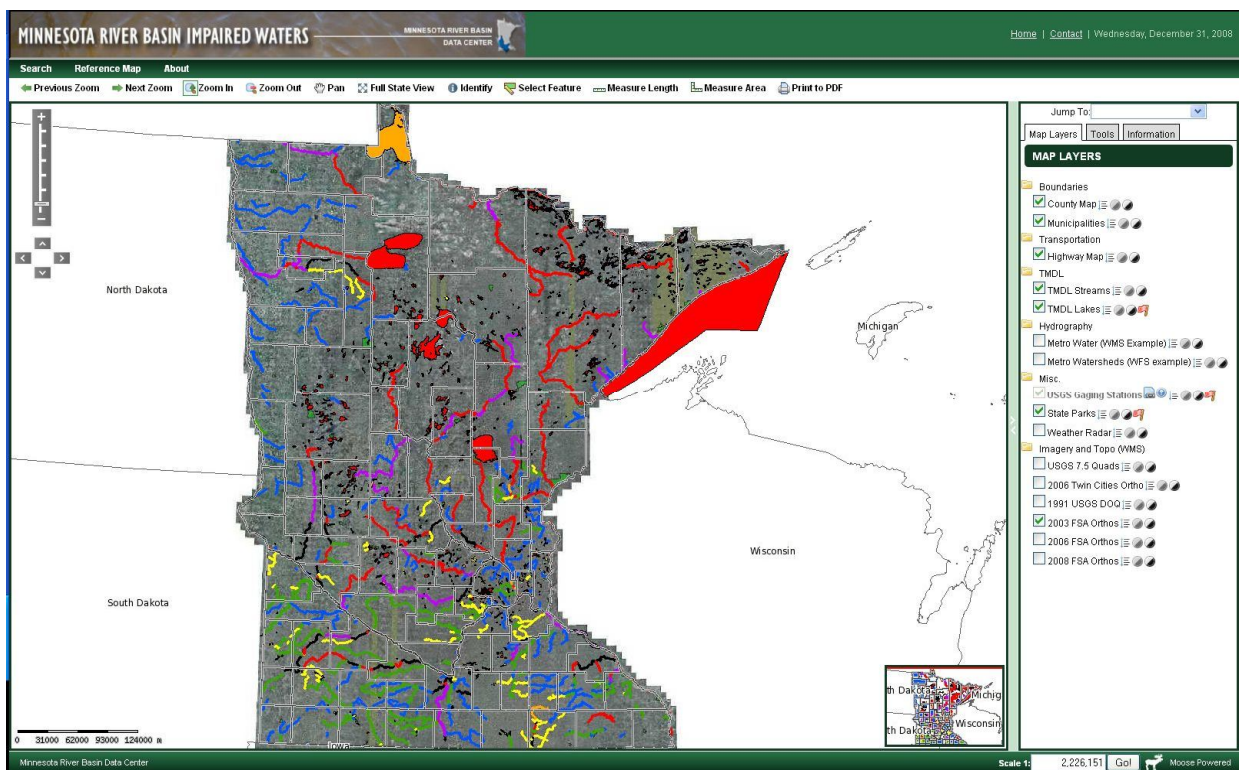 MINNESOTA RIVER BASIN IMPAIRED WATERS
MINNESOTA RIVER BASIN
DATA CENTER
Home | Contact | Wednesday, December 31, 2008
Search Reference Map About
Previous Zoom Next Zoom Zoom In Zoom Out Pan Full State View Identify Select Feature Measure Length Measure Area Print to PDF
North Dakota
South Dakota
Michigan
Wisconsin
Iowa
0 31000 62000 93000 124000 m
th Dakota
Michig
th Dakota
Wisconsin
Jump To:
Map Layers Tools Information
MAP LAYERS
Boundaries
County Map
Municipalities
Transportation
Highway Map
TMDL
TMDL Streams
TMDL Lakes
Hydrography
Metro Water (WMS Example)
Metro Watersheds (WFS example)
Misc.
USGS Gaging Stations
State Parks
Weather Radar
Imagery and Topo (WMS)
USGS 7.5 Quads
2006 Twin Cities Ortho
1991 USGS DOQ
2003 FSA Orthos
2006 FSA Orthos
2008 FSA Orthos
Minnesota River Basin Data Center
Scale 1: 2,226,151 Go! Moose Powered